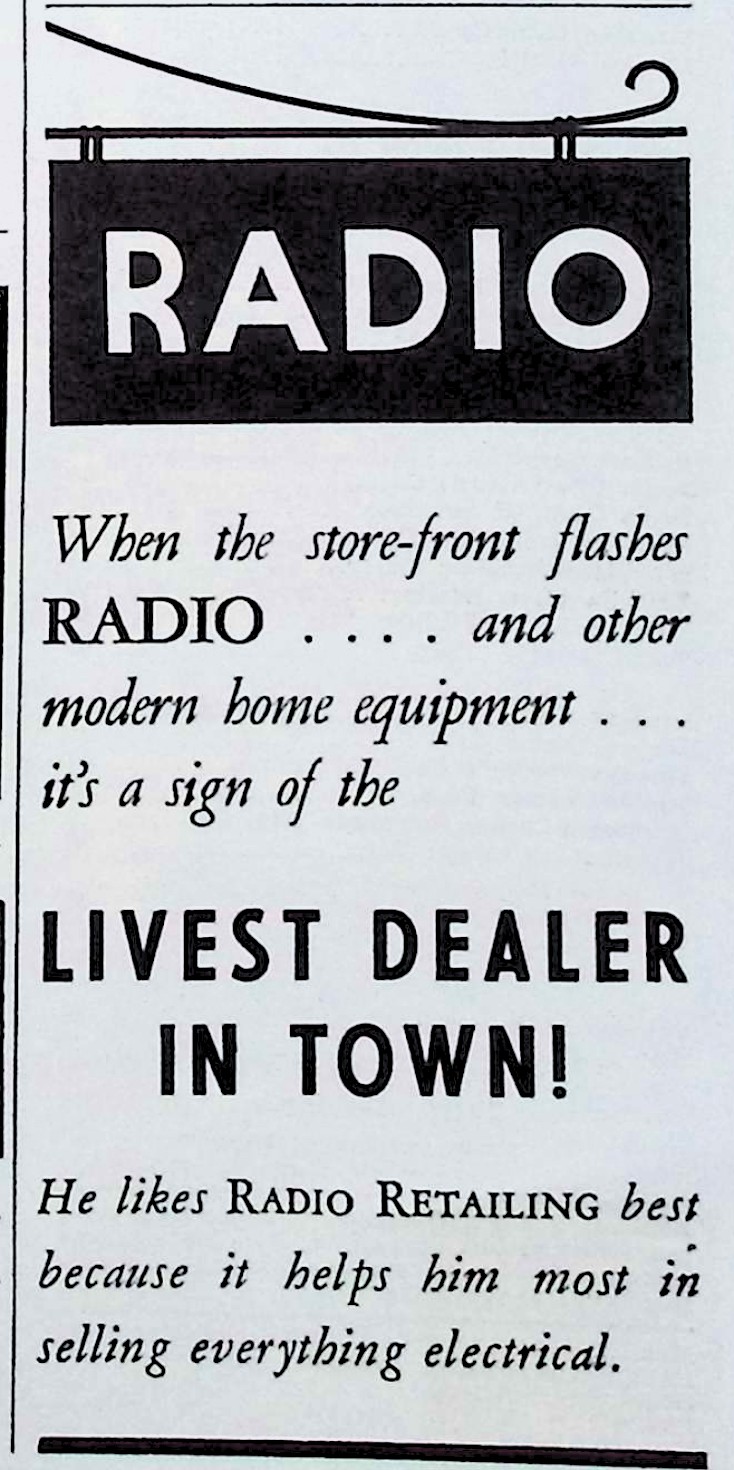 RADIO
When the store-front flashes
RADIO . . . . and other
modern home equipment . . .
it's a sign of the
LIVEST DEALER
IN TOWN!
He likes RADIO RETAILING best
because it helps him most in
selling everything electrical.